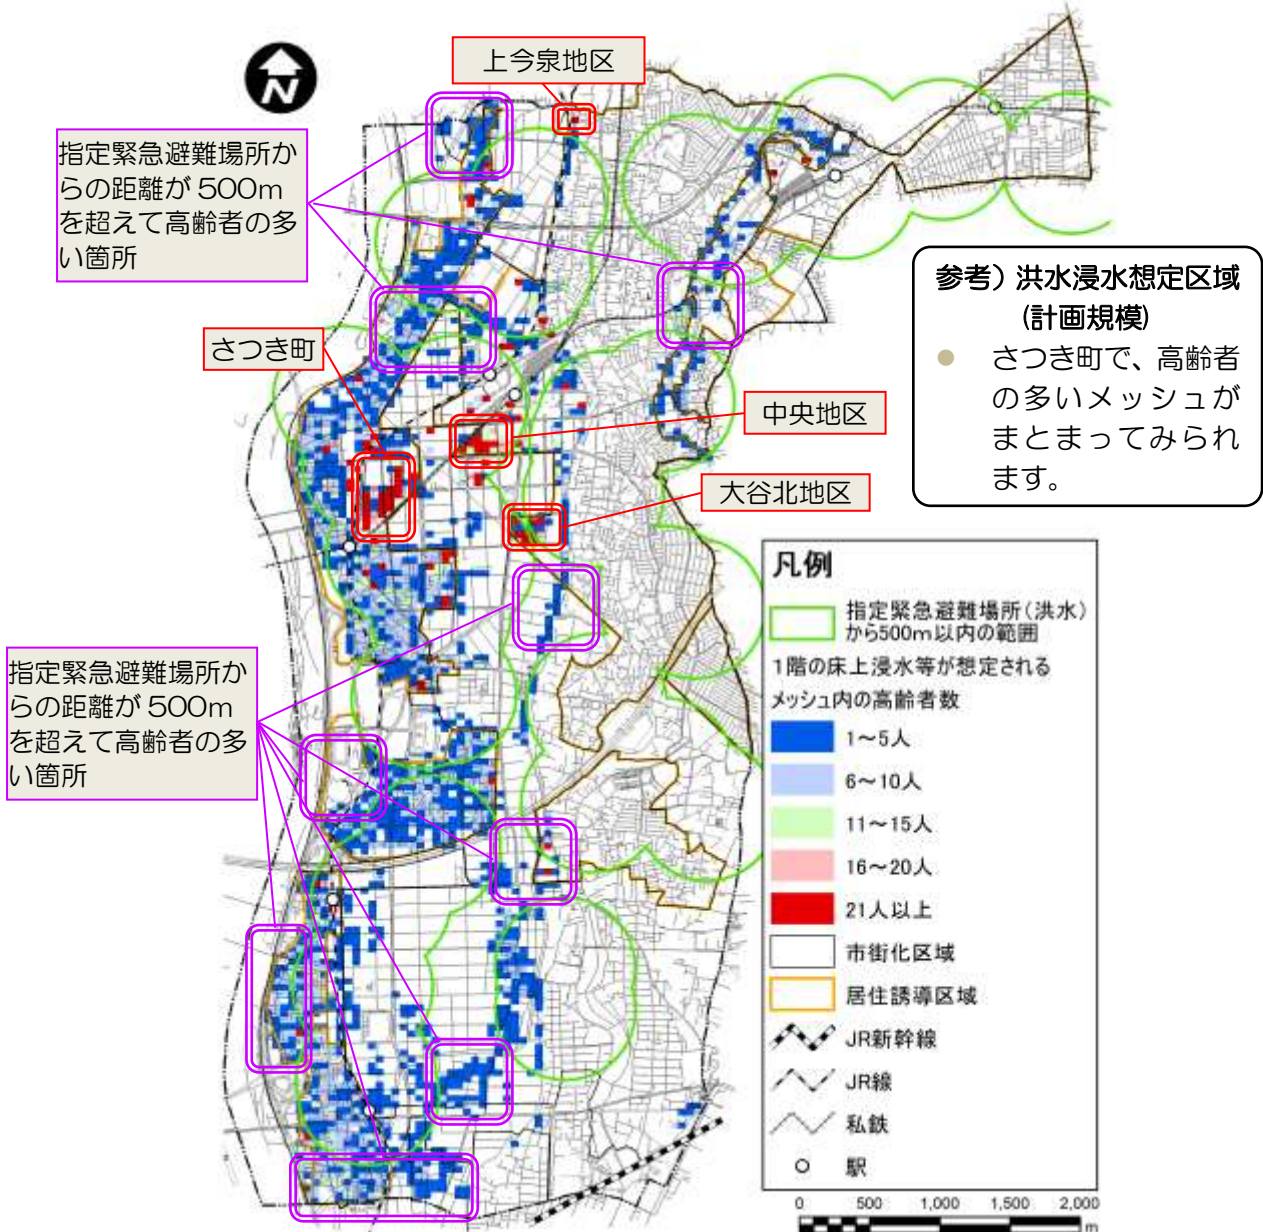 N
上今泉地区
指定緊急避難場所か
らの距離が500m
を超えて高齢者の多
い箇所
さつき町
中央地区
大谷北地区
参考）洪水浸水想定区域
(計画規模)
● さつき町で、高齢者
の多いメッシュが
まとまってみられ
ます。
指定緊急避難場所か
らの距離が500m
を超えて高齢者の多
い箇所
凡例
指定緊急避難場所(洪水)
から500m以内の範囲
1階の床上浸水等が想定される
メッシュ内の高齢者数
1～5人
6～10人
11～15人
16～20人
21人以上
市街化区域
居住誘導区域
JR新幹線
JR線
私鉄
駅
0 500 1,000 1,500 2,000
m